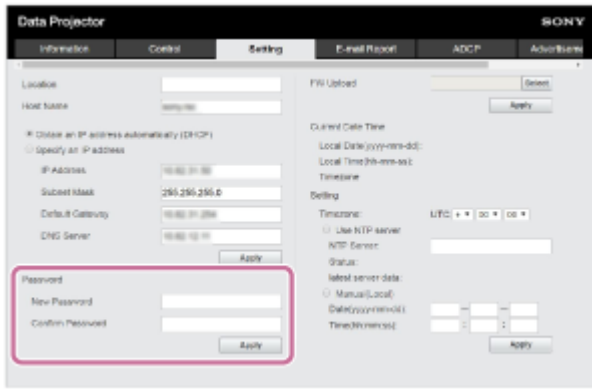 Data Projector
SONY
Information Control Setting E-mail Report ADCP Advertiseme
Location
Host Name
Obtain an IP address automatically (DHCP)
Specify an IP address
IP Address
Subnet Mask 255.255.255.0
Default Gateway
DNS Server
Apply
Password
New Password
Confirm Password
Apply
FW Upload Select
Apply
Current Date Time
Local Date(yyyy-mm-dd):
Local Time(hh-mm-ss):
Timezone
Setting
Timezone: UTC + 00 00
Use NTP server
NTP Server:
Status:
latest server data:
Manual(Local)
Date(yyyy-mm-dd):
Time(hh:mm:ss): : :
Apply